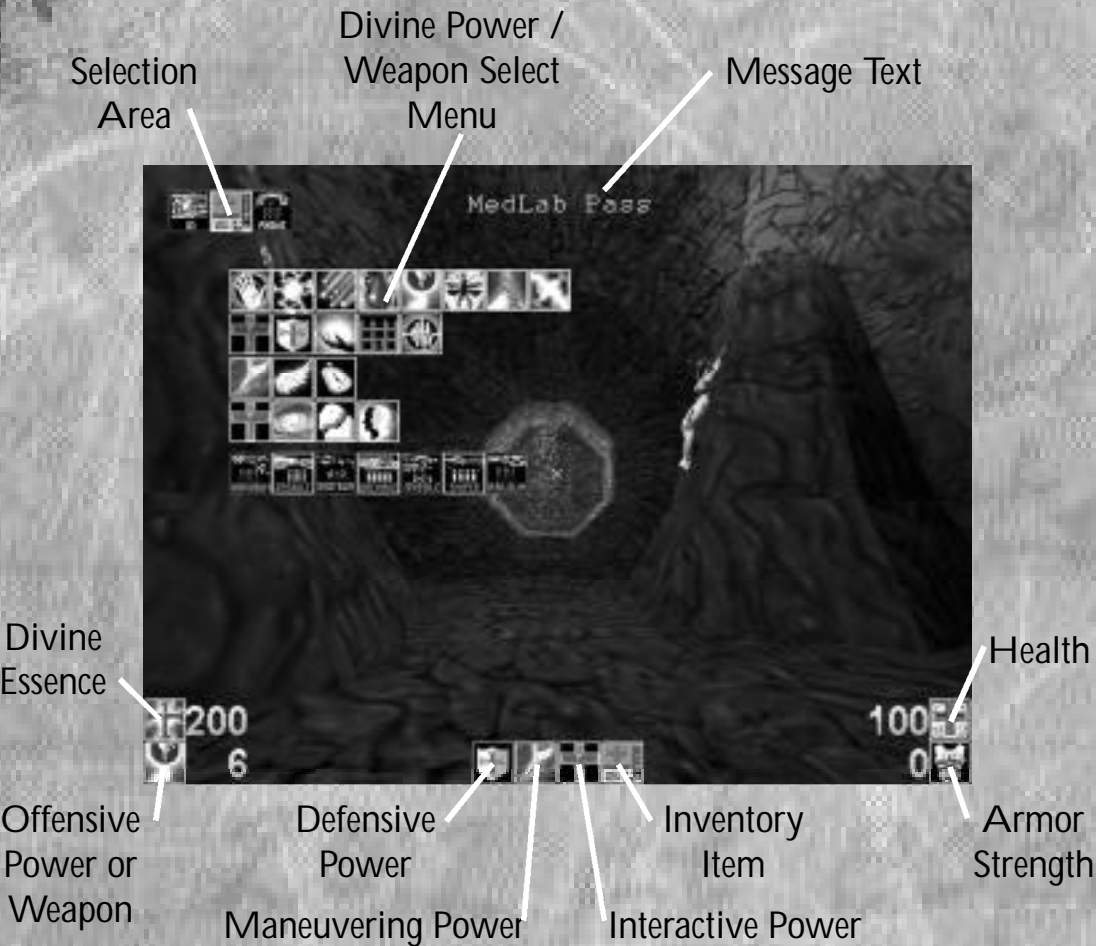 Divine Power /
Weapon Select
Menu
Selection
Area
Message Text
MedLab Pass
Divine
Essence
200
6
100
0
Health
Offensive
Power or
Weapon
Defensive
Power
Inventory
Item
Armor
Strength
Maneuvering Power
Interactive Power